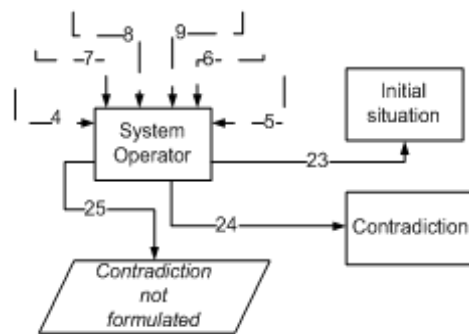 8
9
7
6
Initial
situation
4
System
Operator
5
23
25
24
Contradiction
Contradiction
not
formulated